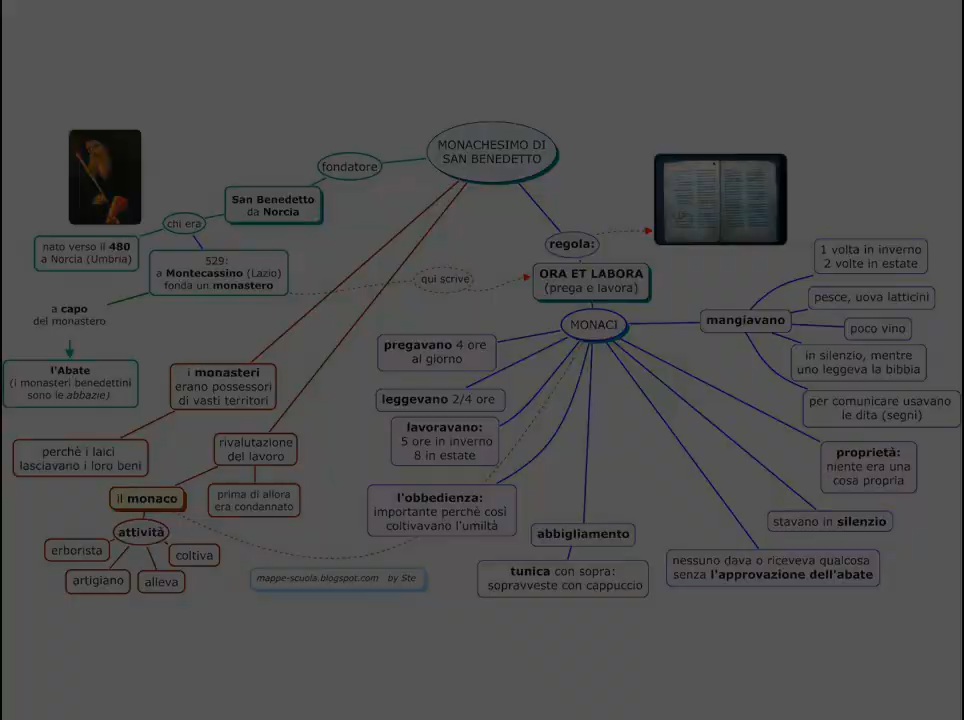 MONACHESIMO DI
SAN BENEDETTO
fondatore
San Benedetto
da Norcia
chi era
nato verso il 480
a Norcia (Umbria)
529:
a Montecassino (Lazio)
fonda un monastero
qui scrive
a capo
del monastero
l'Abate
(i monasteri benedettini
sono le abbazie)
i monasteri
erano possessori
di vasti territori
perchè i laici
lasciavano i loro beni
rivalutazione
del lavoro
prima di allora
era condannato
il monaco
attività
erborista
artigiano
alleva
coltiva
regola:
ORA ET LABORA
(prega e lavora)
MONACI
pregavano 4 ore
al giorno
leggevano 2/4 ore
lavoravano:
5 ore in inverno
8 in estate
l'obbedienza:
importante perchè così
coltivavano l'umiltà
abbigliamento
tunica con sopra:
sopravveste con cappuccio
nessuno dava o riceveva qualcosa
senza l'approvazione dell'abate
stavano in silenzio
proprietà:
niente era una
cosa propria
mangiavano
1 volta in inverno
2 volte in estate
pesce, uova latticini
poco vino
in silenzio, mentre
uno leggeva la bibbia
per comunicare usavano
le dita (segni)
mappe-scuola.blogspot.com by Ste